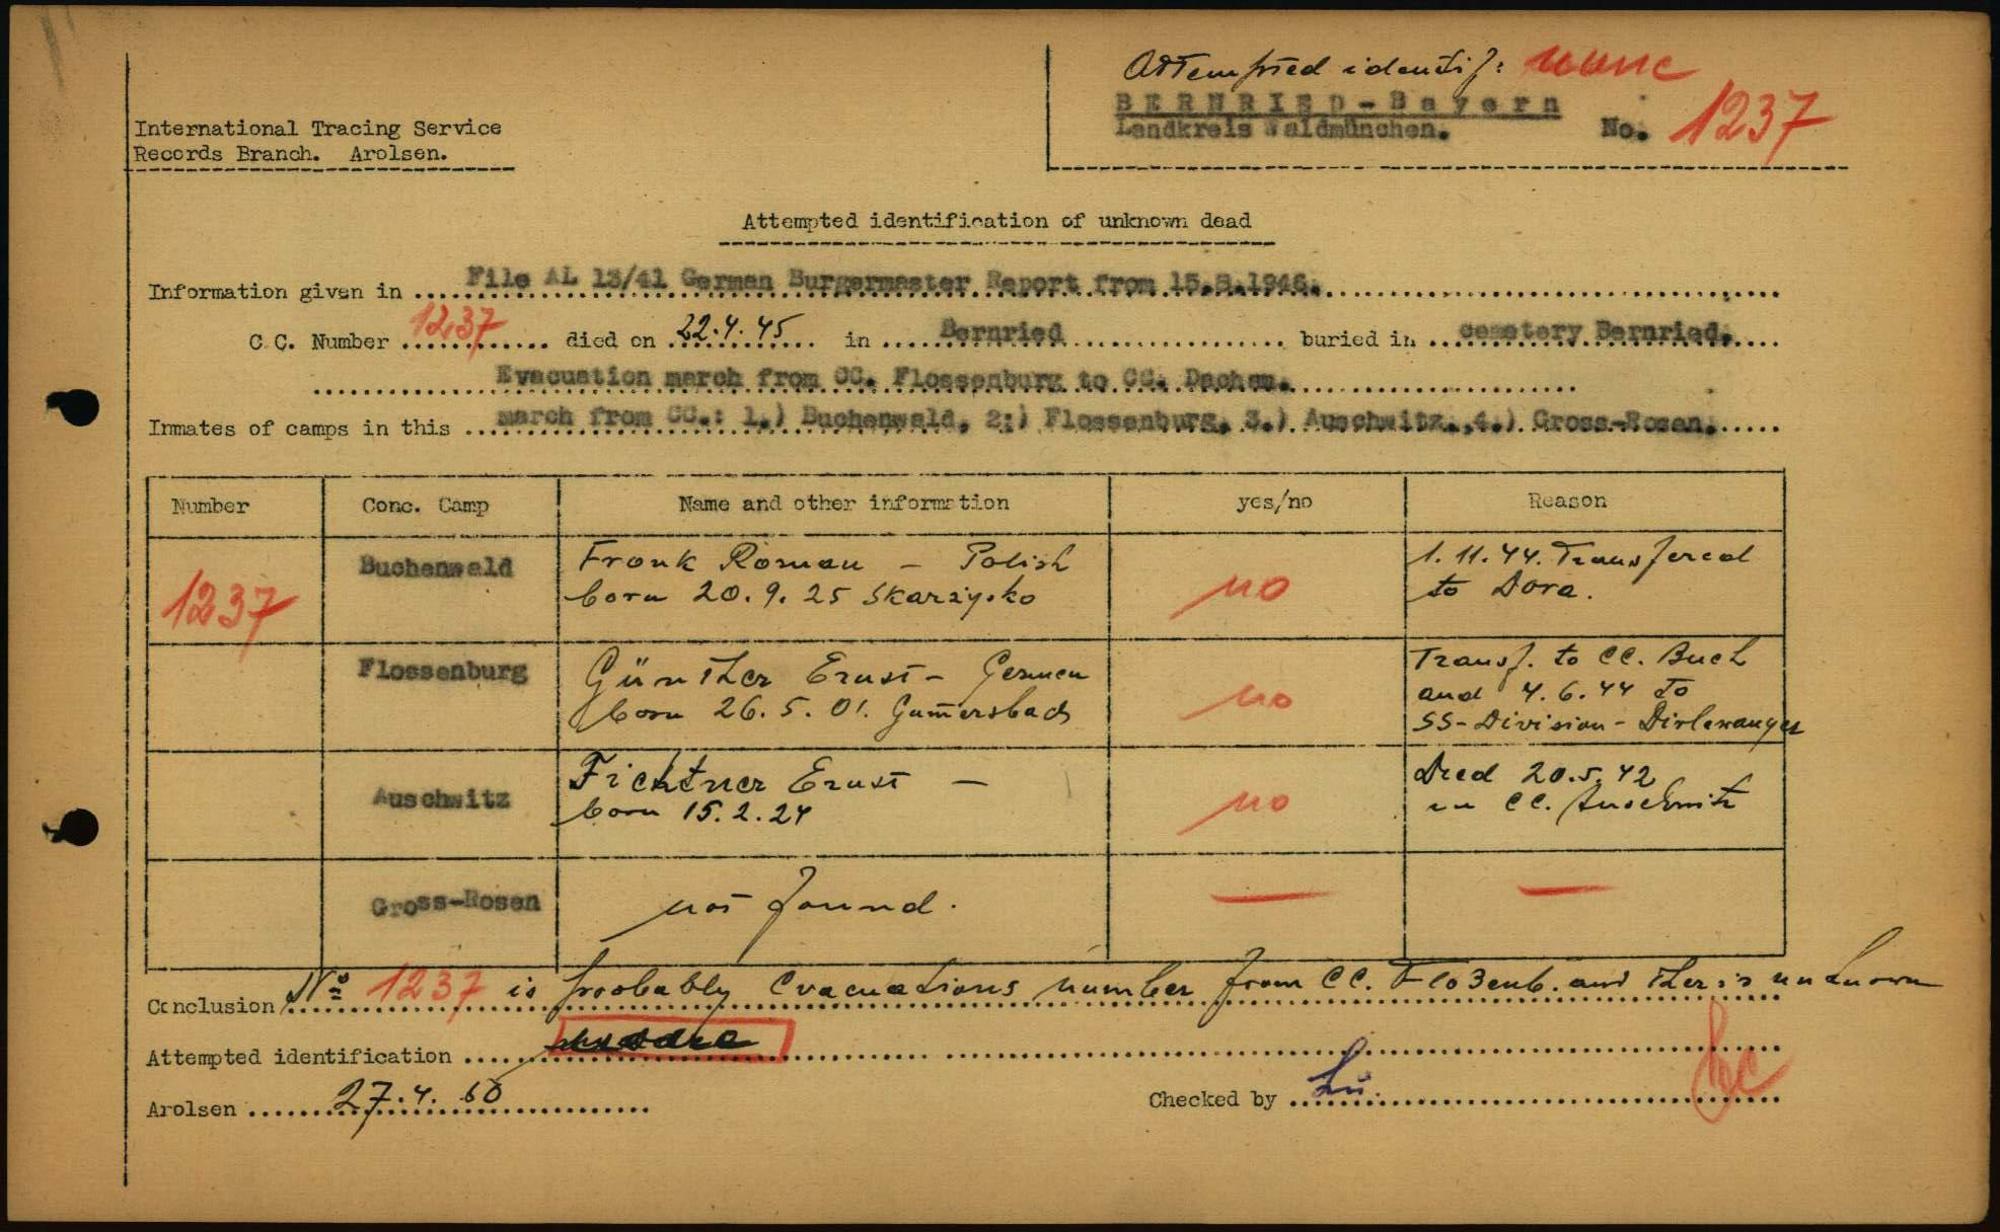 Attempted identif: none
BERNRIED-Bayern
Landkreis Waldmünchen. No. 1237
International Tracing Service
Records Branch. Arolsen.
Attempted identification of unknown dead
Information given in File AL 13/41 German Burgermaster Report from 15.8.1946.
C.C. Number 1237 died on 22.4.45 in Bernried buried in cemetery Bernried.
Evacuation march from CC. Flossenburg to CC. Dachau.
Inmates of camps in this march from CC.: 1.) Buchenwald, 2:) Flossenburg, 3.) Auschwitz.,4.) Gross-Rosen.
Number Conc. Camp Name and other information yes/no Reason
1237 Buchenwald Frank Roman - Polish
born 20.9.25 Skarzysko no 1.11.44. Transfered
to Dora.
Flossenburg Günther Ernst - German
born 26.5.01. Gumersbach no Transf. to CC. Buch
and 4.6.44 to
SS-Division-Dirlewanger
Auschwitz Fichtner Ernst -
born 15.2.24 no Died 20.5.42
in CC. Auschwitz
Gross-Rosen not found. — —
Conclusion No 1237 is probably Evacuations number from CC. Floßenb. and ther is unknown
Attempted identification
Arolsen 27.4.50 Checked by Lü.